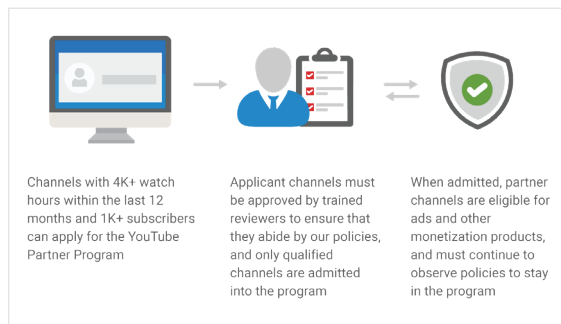 Channels with 4K+ watch
hours within the last 12
months and 1K+ subscribers
can apply for the YouTube
Partner Program
Applicant channels must
be approved by trained
reviewers to ensure that
they abide by our policies,
and only qualified
channels are admitted
into the program
When admitted, partner
channels are eligible for
ads and other
monetization products,
and must continue to
observe policies to stay
in the program